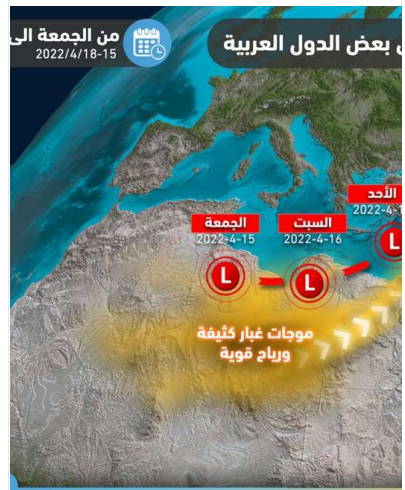 من الجمعة الى
2022/4/18-15
بعض الدول العربية
الأحد
2022-4-1
السبت
2022-4-16
الجمعة
2022-4-15
L
L
L
موجات غبار كثيفة
ورياح قوية